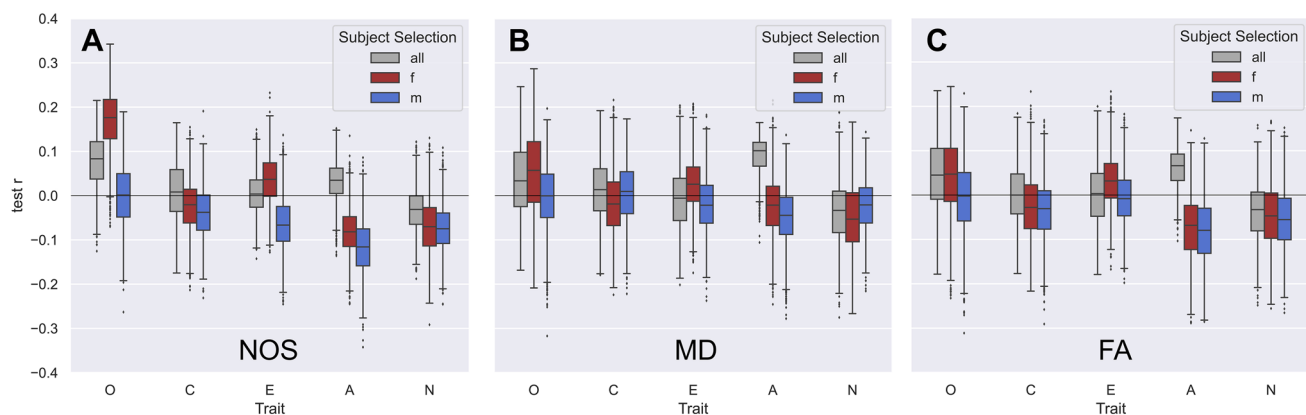 A
Subject Selection
all
f
m
test r
0.4
0.3
0.2
0.1
0.0
−0.1
−0.2
−0.3
−0.4
NOS
O C E A N
Trait
B
Subject Selection
all
f
m
MD
O C E A N
Trait
C
Subject Selection
all
f
m
FA
O C E A N
Trait